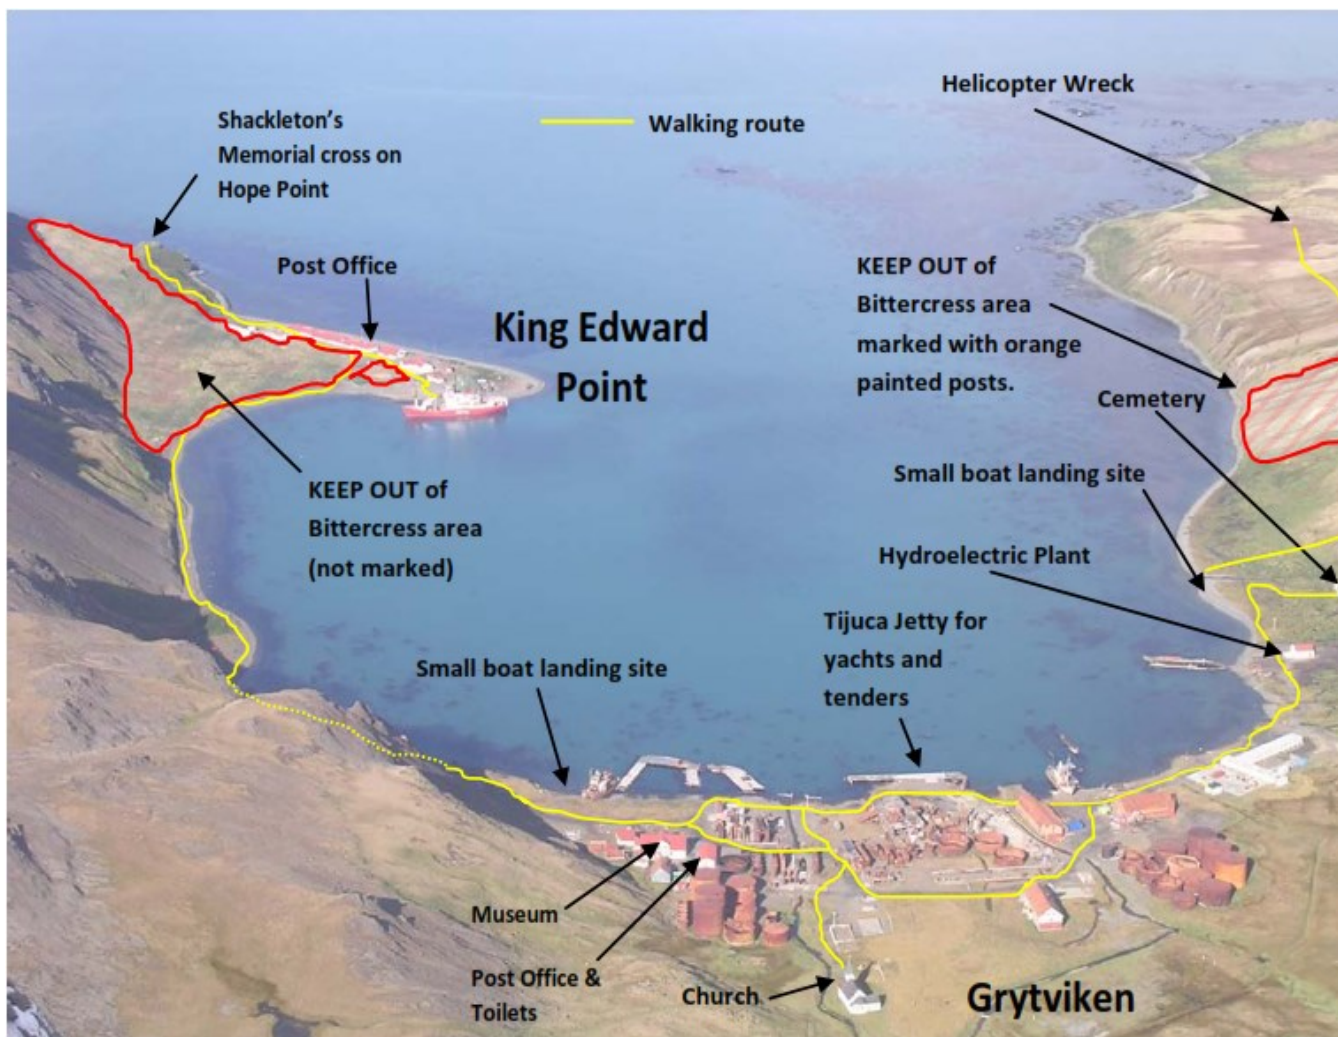 Helicopter Wreck
Shackleton's
Memorial cross on
Hope Point
Walking route
Post Office
King Edward
Point
KEEP OUT of
Bittercress area
marked with orange
painted posts.
Cemetery
KEEP OUT of
Bittercress area
(not marked)
Small boat landing site
Hydroelectric Plant
Tijuca Jetty for
yachts and
tenders
Small boat landing site
Museum
Post Office &
Toilets
Church
Grytviken